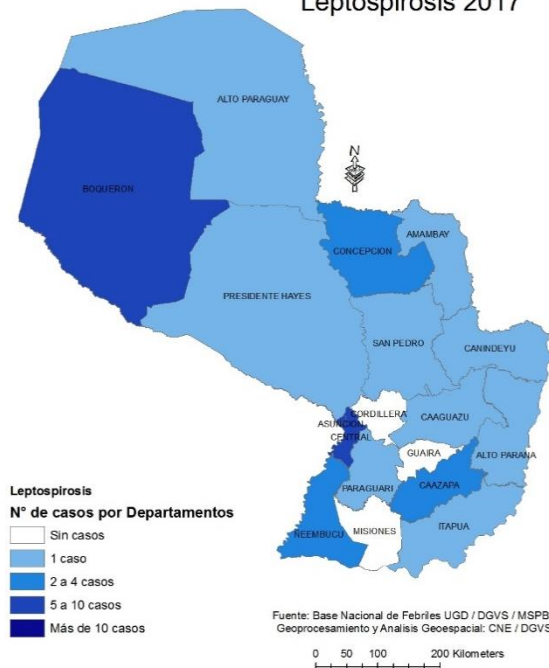 Leptospirosis 2017
ALTO PARAGUAY
N
BOQUERON
AMAMBAY
CONCEPCION
PRESIDENTE HAYES
SAN PEDRO
CANINDEYU
CORDILLERA
ASUNCION
CENTRAL
CAAGUAZU
GUAIRA
ALTO PARANA
PARAGUARI
CAAZAPA
ÑEEMBUCU
MISIONES
ITAPUA
Leptospirosis
N° de casos por Departamentos
Sin casos
1 caso
2 a 4 casos
5 a 10 casos
Más de 10 casos
Fuente: Base Nacional de Febriles UGD / DGVS / MSPB
Geoprocesamiento y Analisis Geoespacial: CNE / DGVS
0 50 100 200 Kilometers